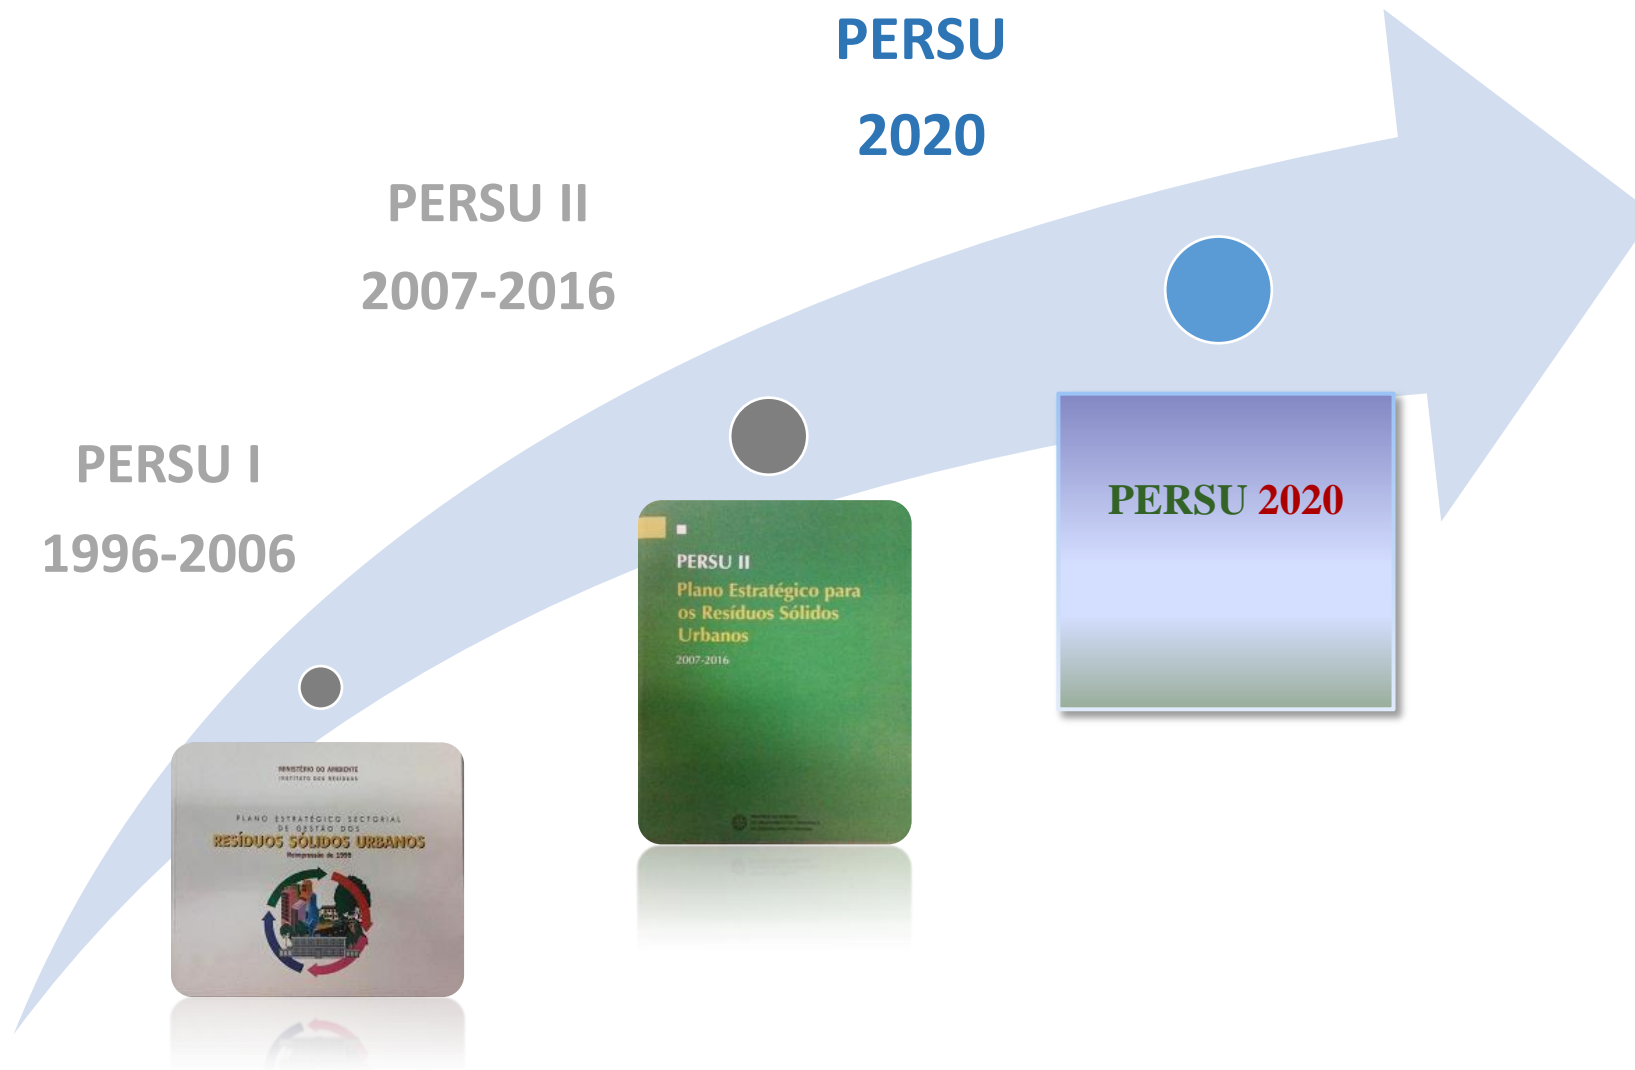 PERSU
2020
PERSU II
2007-2016
PERSU I
1996-2006
PERSU 2020
PERSU II
Plano Estratégico para
os Resíduos Sólidos
Urbanos
2007-2016
MINISTÉRIO DO AMBIENTE
INSTITUTO DOS RESÍDUOS
PLANO ESTRATÉGICO SECTORIAL
DE GESTÃO DOS
RESÍDUOS SÓLIDOS URBANOS
Reimpressão de 1999